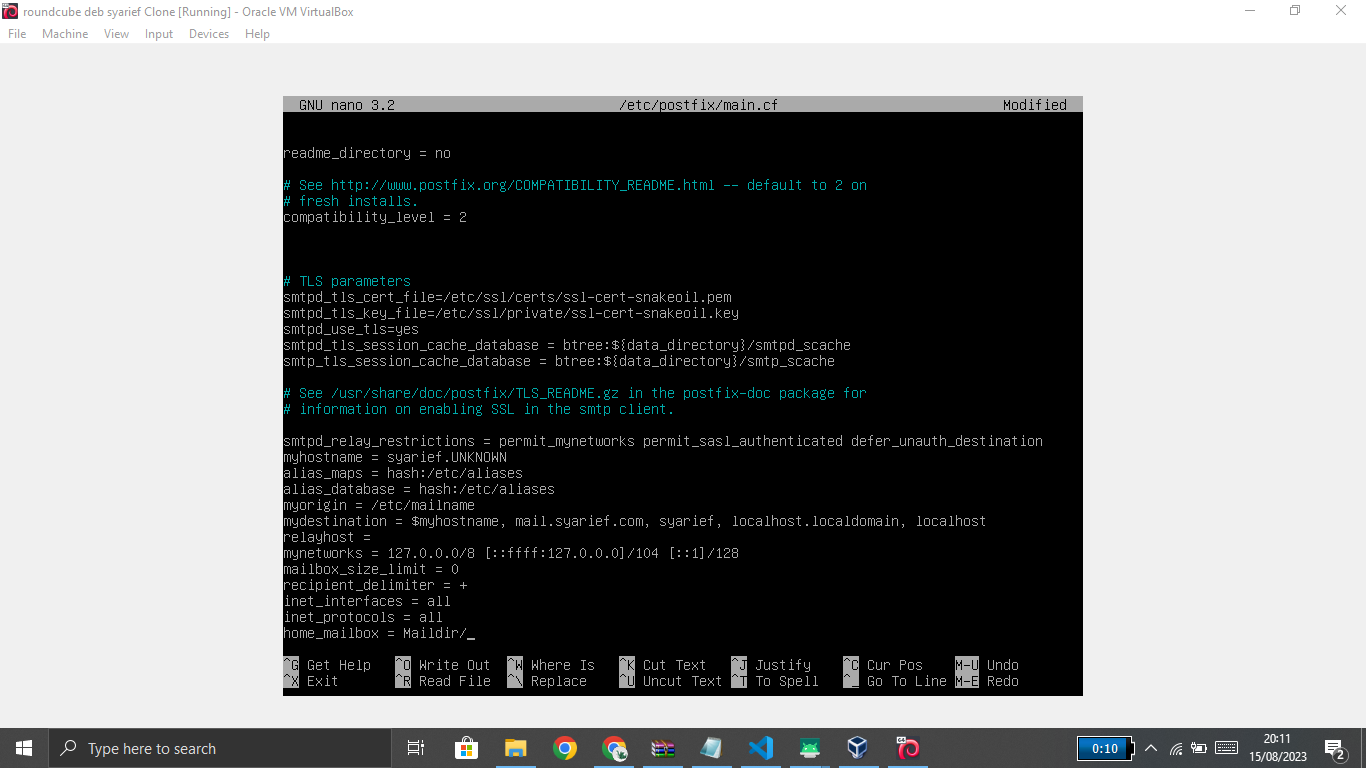 roundcube deb syarief Clone [Running] - Oracle VM VirtualBox
File Machine View Input Devices Help
GNU nano 3.2 /etc/postfix/main.cf Modified
readme_directory = no
# See http://www.postfix.org/COMPATIBILITY_README.html -- default to 2 on
# fresh installs.
compatibility_level = 2
# TLS parameters
smtpd_tls_cert_file=/etc/ssl/certs/ssl-cert-snakeoil.pem
smtpd_tls_key_file=/etc/ssl/private/ssl-cert-snakeoil.key
smtpd_use_tls=yes
smtpd_tls_session_cache_database = btree:${data_directory}/smtpd_scache
smtp_tls_session_cache_database = btree:${data_directory}/smtp_scache
# See /usr/share/doc/postfix/TLS_README.gz in the postfix-doc package for
# information on enabling SSL in the smtp client.
smtpd_relay_restrictions = permit_mynetworks permit_sasl_authenticated defer_unauth_destination
myhostname = syarief.UNKNOWN
alias_maps = hash:/etc/aliases
alias_database = hash:/etc/aliases
myorigin = /etc/mailname
mydestination = $myhostname, mail.syarief.com, syarief, localhost.localdomain, localhost
relayhost =
mynetworks = 127.0.0.0/8 [::ffff:127.0.0.0]/104 [::1]/128
mailbox_size_limit = 0
recipient_delimiter = +
inet_interfaces = all
inet_protocols = all
home_mailbox = Maildir/
^G Get Help ^O Write Out ^W Where Is ^K Cut Text ^J Justify ^C Cur Pos M-U Undo
^X Exit ^R Read File ^\ Replace ^U Uncut Text ^T To Spell ^_ Go To Line M-E Redo
Type here to search
0:10
20:11
15/08/2023
2